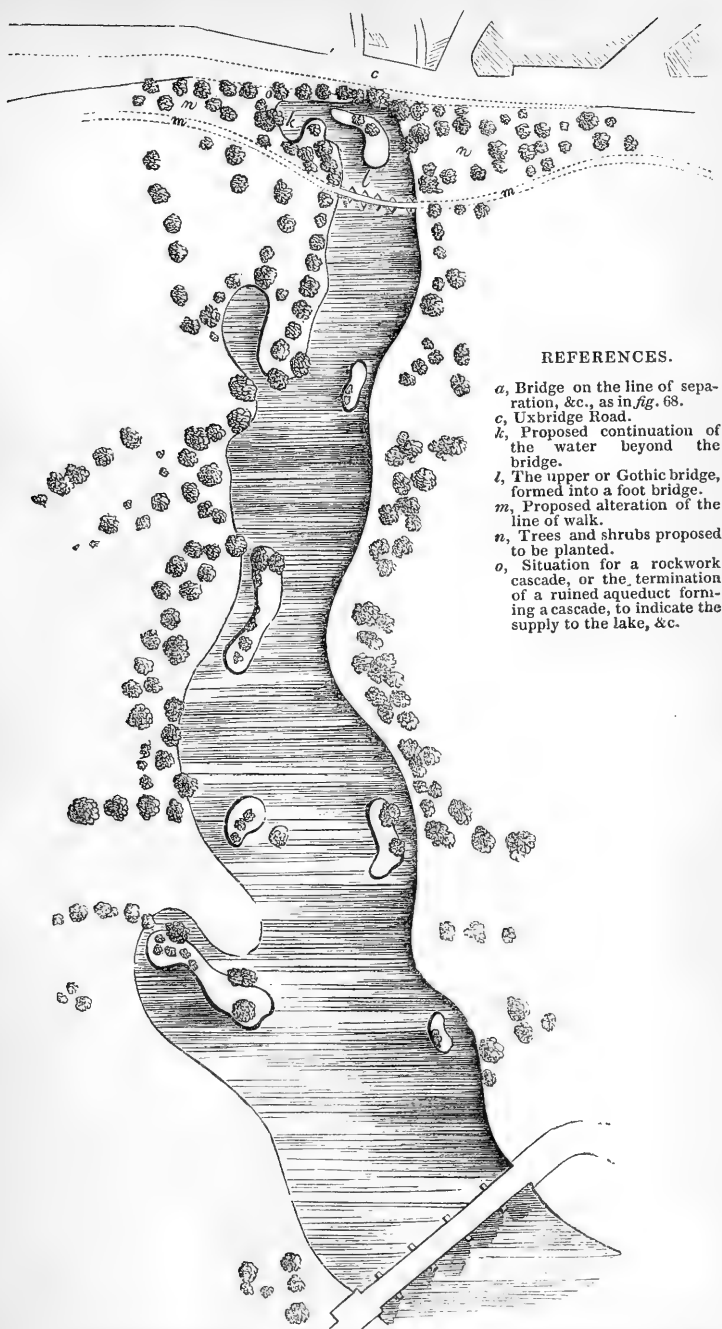 c
n
o
k
n
m
l
m
REFERENCES.
a, Bridge on the line of sepa-
ration, &c., as in fig. 68.
c, Uxbridge Road.
k, Proposed continuation of
the water beyond the
bridge.
l, The upper or Gothic bridge,
formed into a foot bridge.
m, Proposed alteration of the
line of walk.
n, Trees and shrubs proposed
to be planted.
o, Situation for a rockwork
cascade, or the termination
of a ruined aqueduct form-
ing a cascade, to indicate the
supply to the lake, &c.